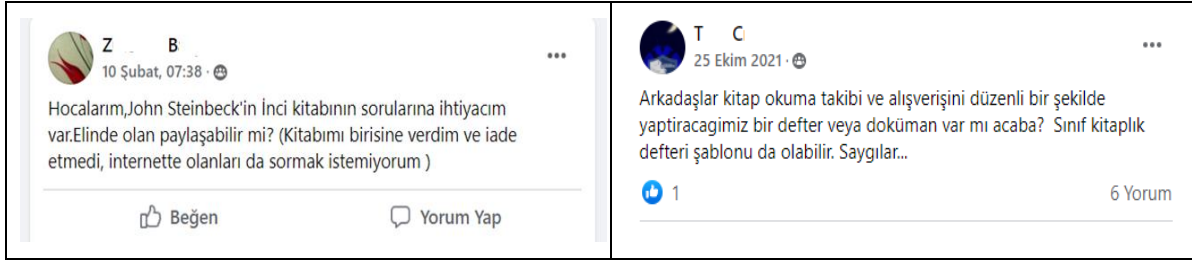 Z B
10 Şubat, 07:38 ·
Hocalarım,John Steinbeck'in İnci kitabının sorularına ihtiyacım
var.Elinde olan paylaşabilir mi? (Kitabımı birisine verdim ve iade
etmedi, internette olanları da sormak istemiyorum )
Beğen Yorum Yap
T C
25 Ekim 2021 ·
Arkadaşlar kitap okuma takibi ve alışverişini düzenli bir şekilde
yaptiracagimiz bir defter veya doküman var mı acaba? Sınıf kitaplık
defteri şablonu da olabilir. Saygılar...
1 6 Yorum